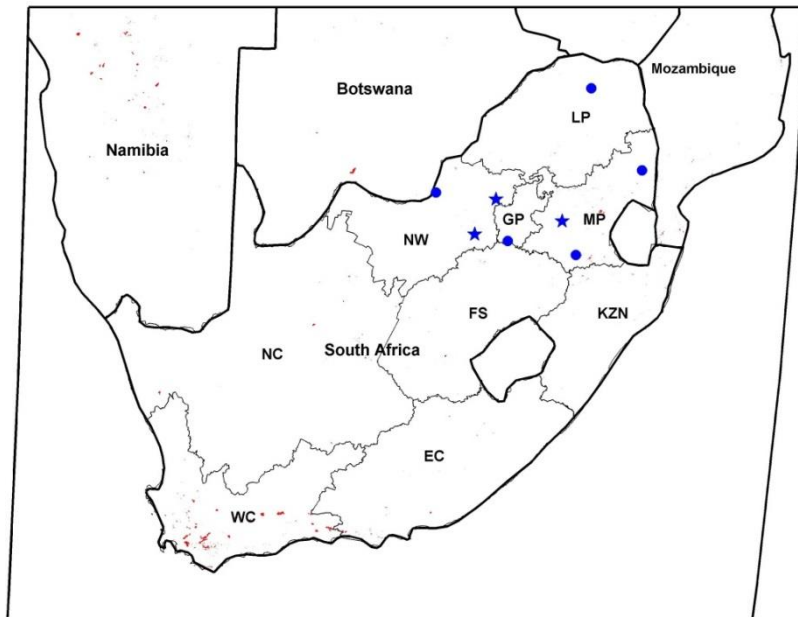 Mozambique
Botswana
LP
Namibia
GP
MP
NW
FS
KZN
NC
South Africa
EC
WC